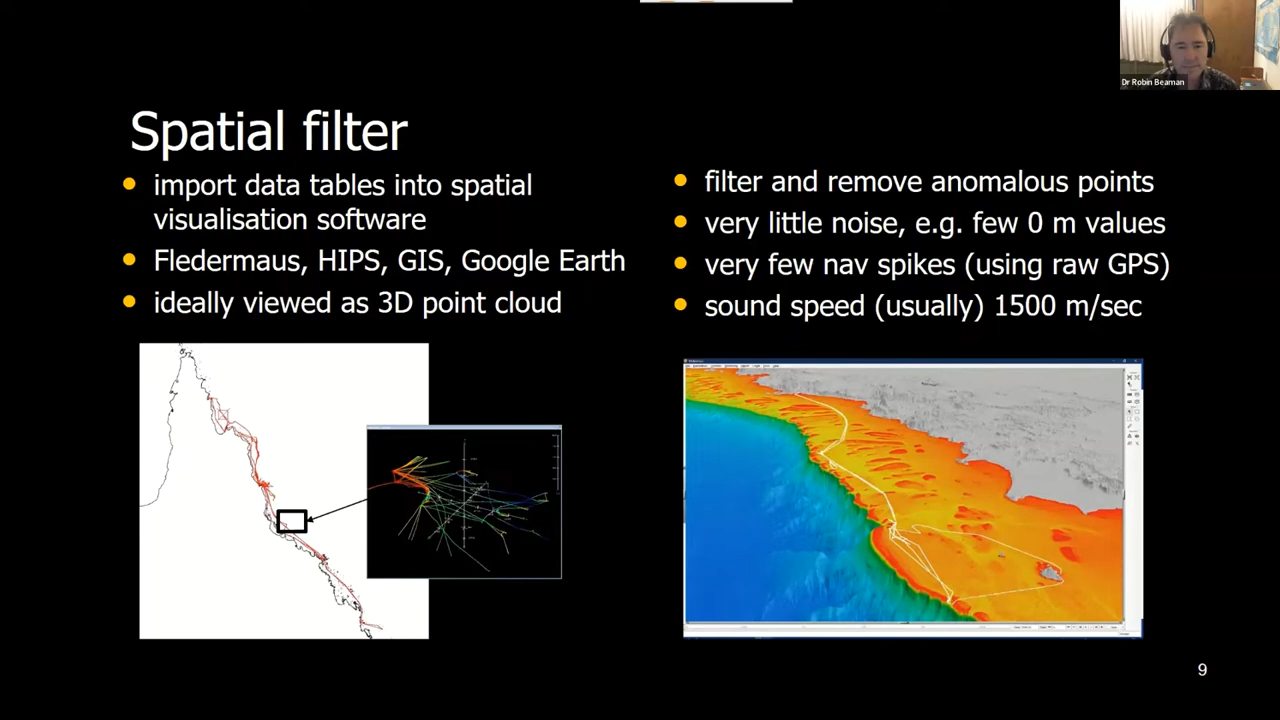 Dr Robin Beaman
Spatial filter
import data tables into spatial
visualisation software
Fledermaus, HIPS, GIS, Google Earth
ideally viewed as 3D point cloud
filter and remove anomalous points
very little noise, e.g. few 0 m values
very few nav spikes (using raw GPS)
sound speed (usually) 1500 m/sec
9